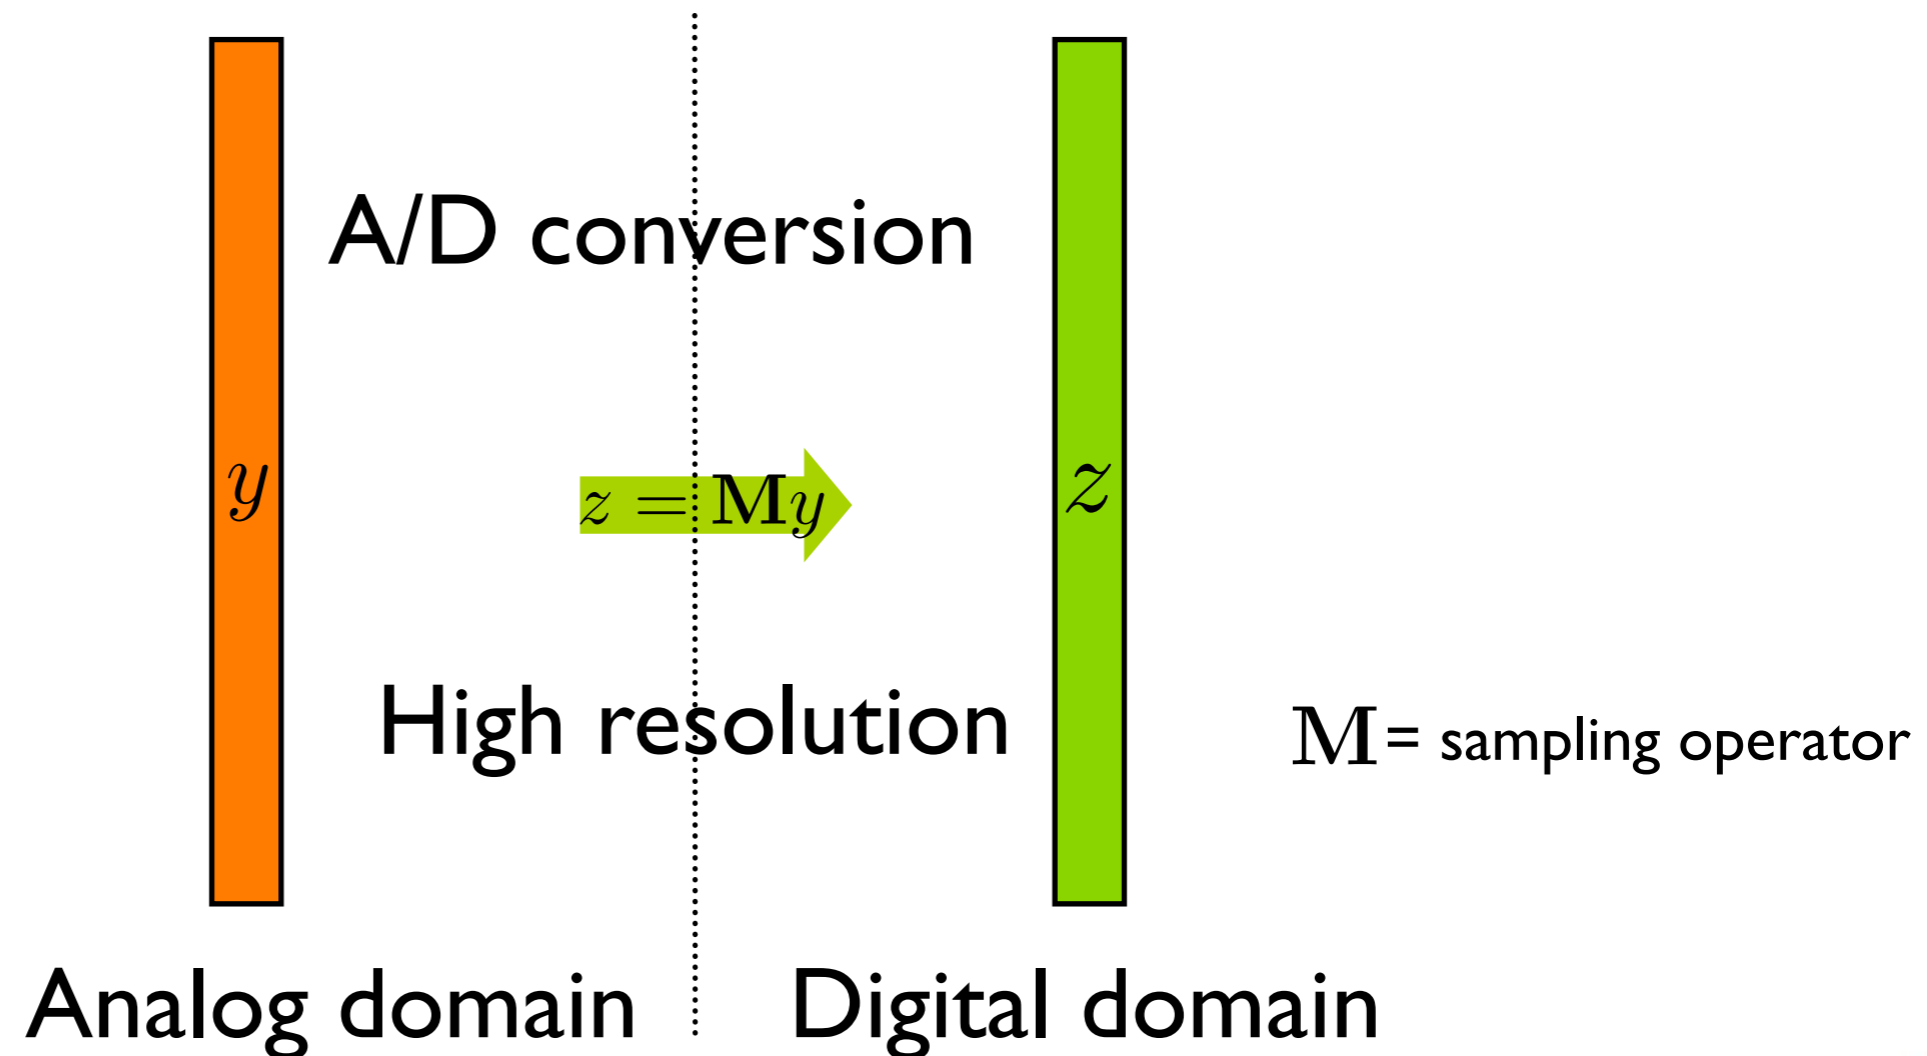 A/D conversion
y
z = My
z
High resolution
M = sampling operator
Analog domain
Digital domain